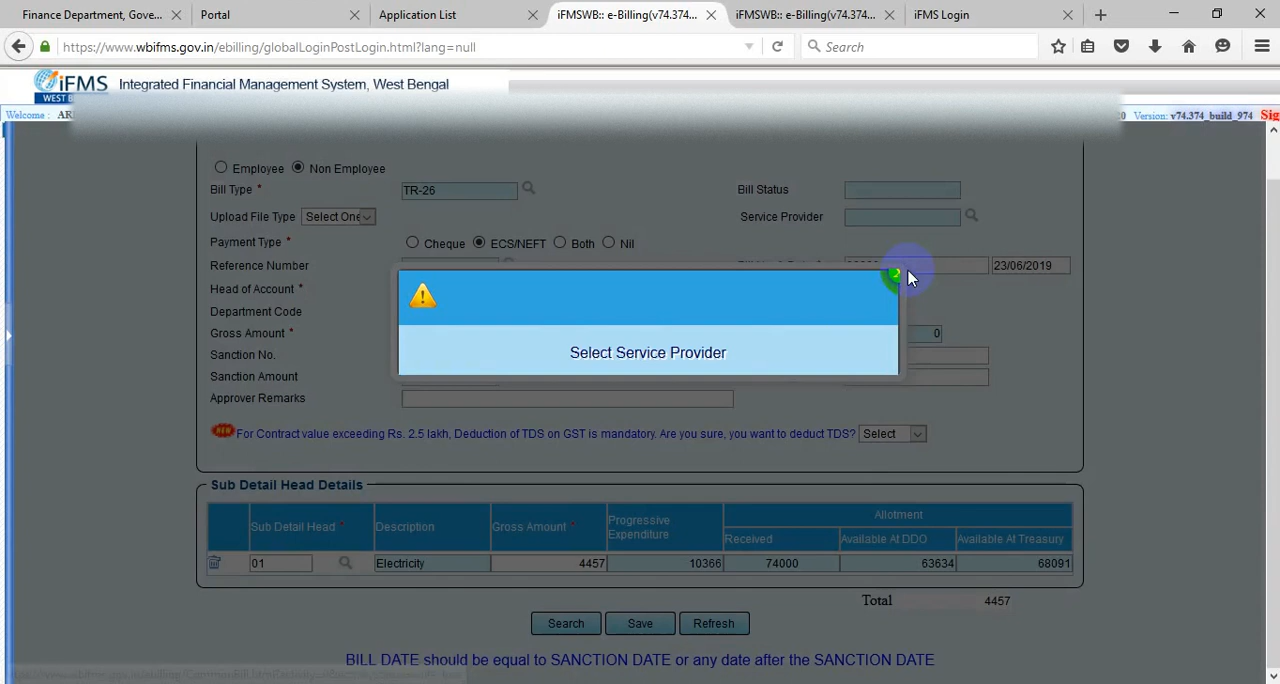 Finance Department, Gove... Portal Application List iFMSWB:: e-Billing(v74.374,... iFMSWB:: e-Billing(v74.374,... iFMS Login
https://www.wbifms.gov.in/ebilling/globalLoginPostLogin.html?lang=null Search
iFMS Integrated Financial Management System, West Bengal
WEST
Welcome : Version: v74.374_build_974 Sig
Employee Non Employee
Bill Type * TR-26 Bill Status
Upload File Type Select One Service Provider
Payment Type * Cheque ECS/NEFT Both Nil
Reference Number 23/06/2019
Head of Account *
Department Code
Gross Amount * 0
Sanction No.
Sanction Amount
Approver Remarks
Select Service Provider
NEW For Contract value exceeding Rs. 2.5 lakh, Deduction of TDS on GST is mandatory. Are you sure, you want to deduct TDS? Select
Sub Detail Head Details
Sub Detail Head * Description Gross Amount * Progressive Expenditure Allotment
Received Available At DDO Available At Treasury
01 Electricity 4457 10366 74000 63634 68091
Total 4457
Search Save Refresh
BILL DATE should be equal to SANCTION DATE or any date after the SANCTION DATE